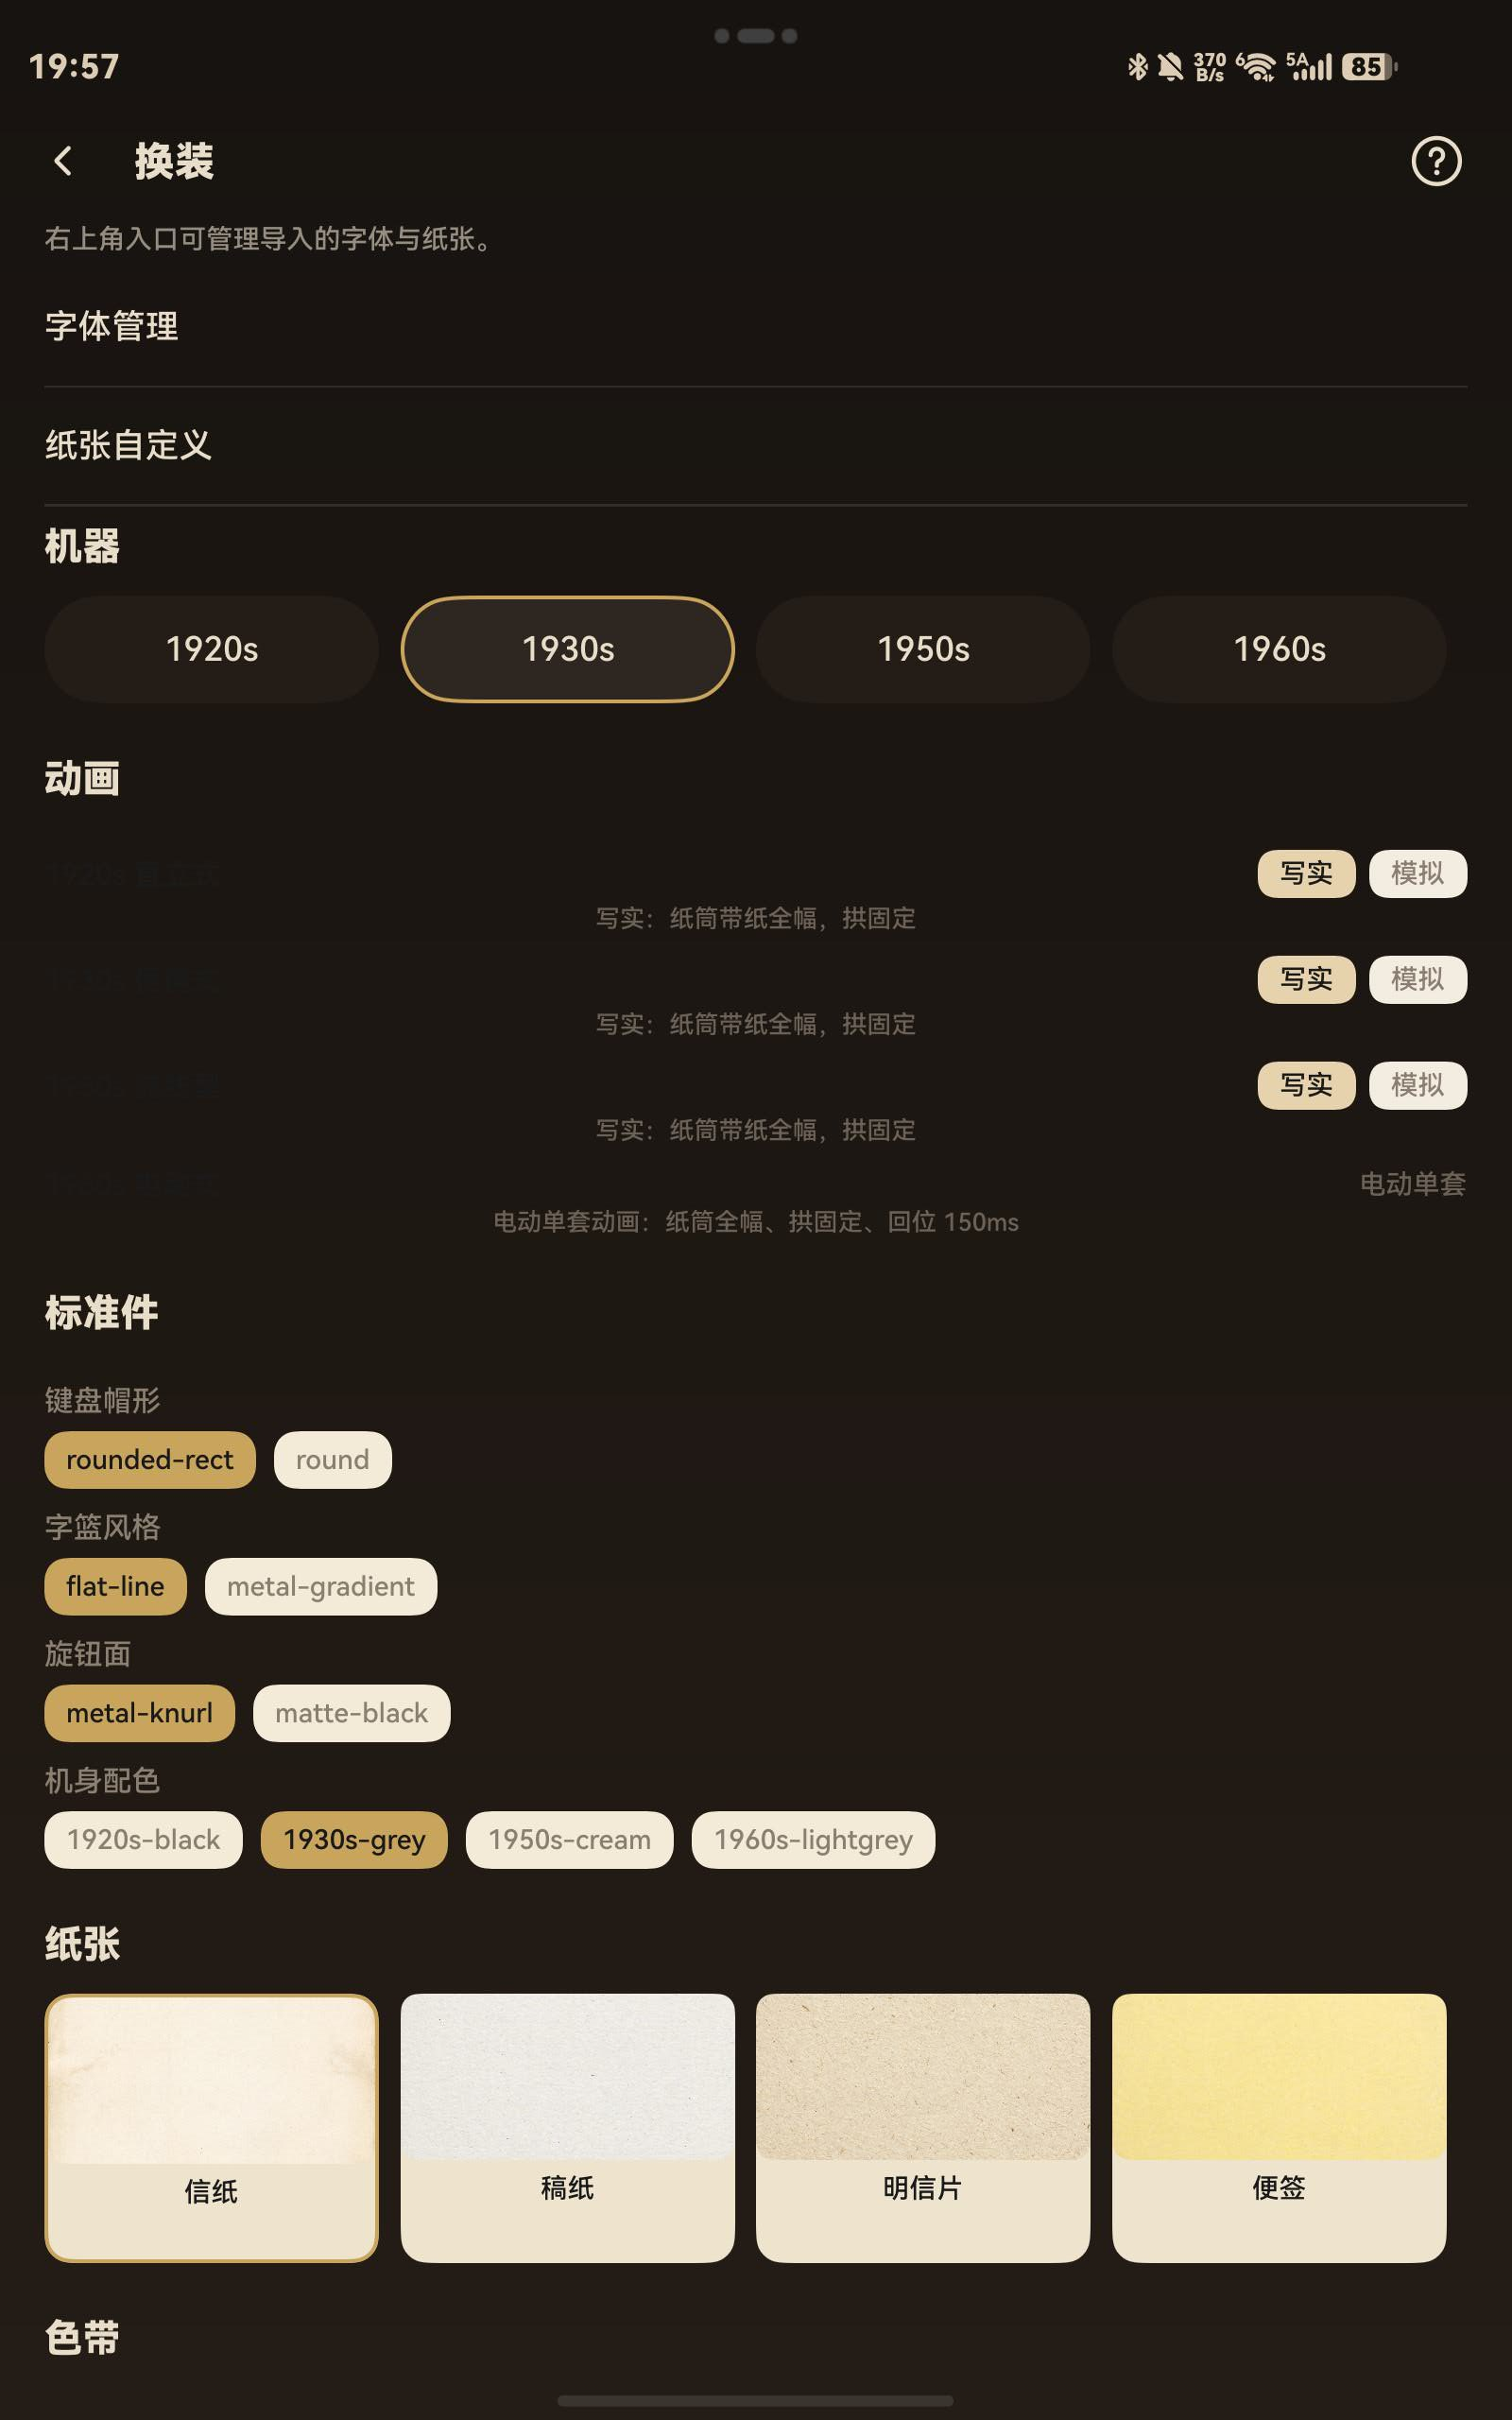 19:57
370 B/s 6 5A 85
换装
右上角入口可管理导入的字体与纸张。
字体管理
纸张自定义
机器
1920s 1930s 1950s 1960s
动画
1920s 直立式 写实 模拟
写实：纸筒带纸全幅，拱固定
写实 模拟
写实：纸筒带纸全幅，拱固定
写实 模拟
写实：纸筒带纸全幅，拱固定
电动单套
电动单套动画：纸筒全幅、拱固定、回位 150ms
标准件
键盘帽形
rounded-rect round
字篮风格
flat-line metal-gradient
旋钮面
metal-knurl matte-black
机身配色
1920s-black 1930s-grey 1950s-cream 1960s-lightgrey
纸张
信纸 稿纸 明信片 便签
色带